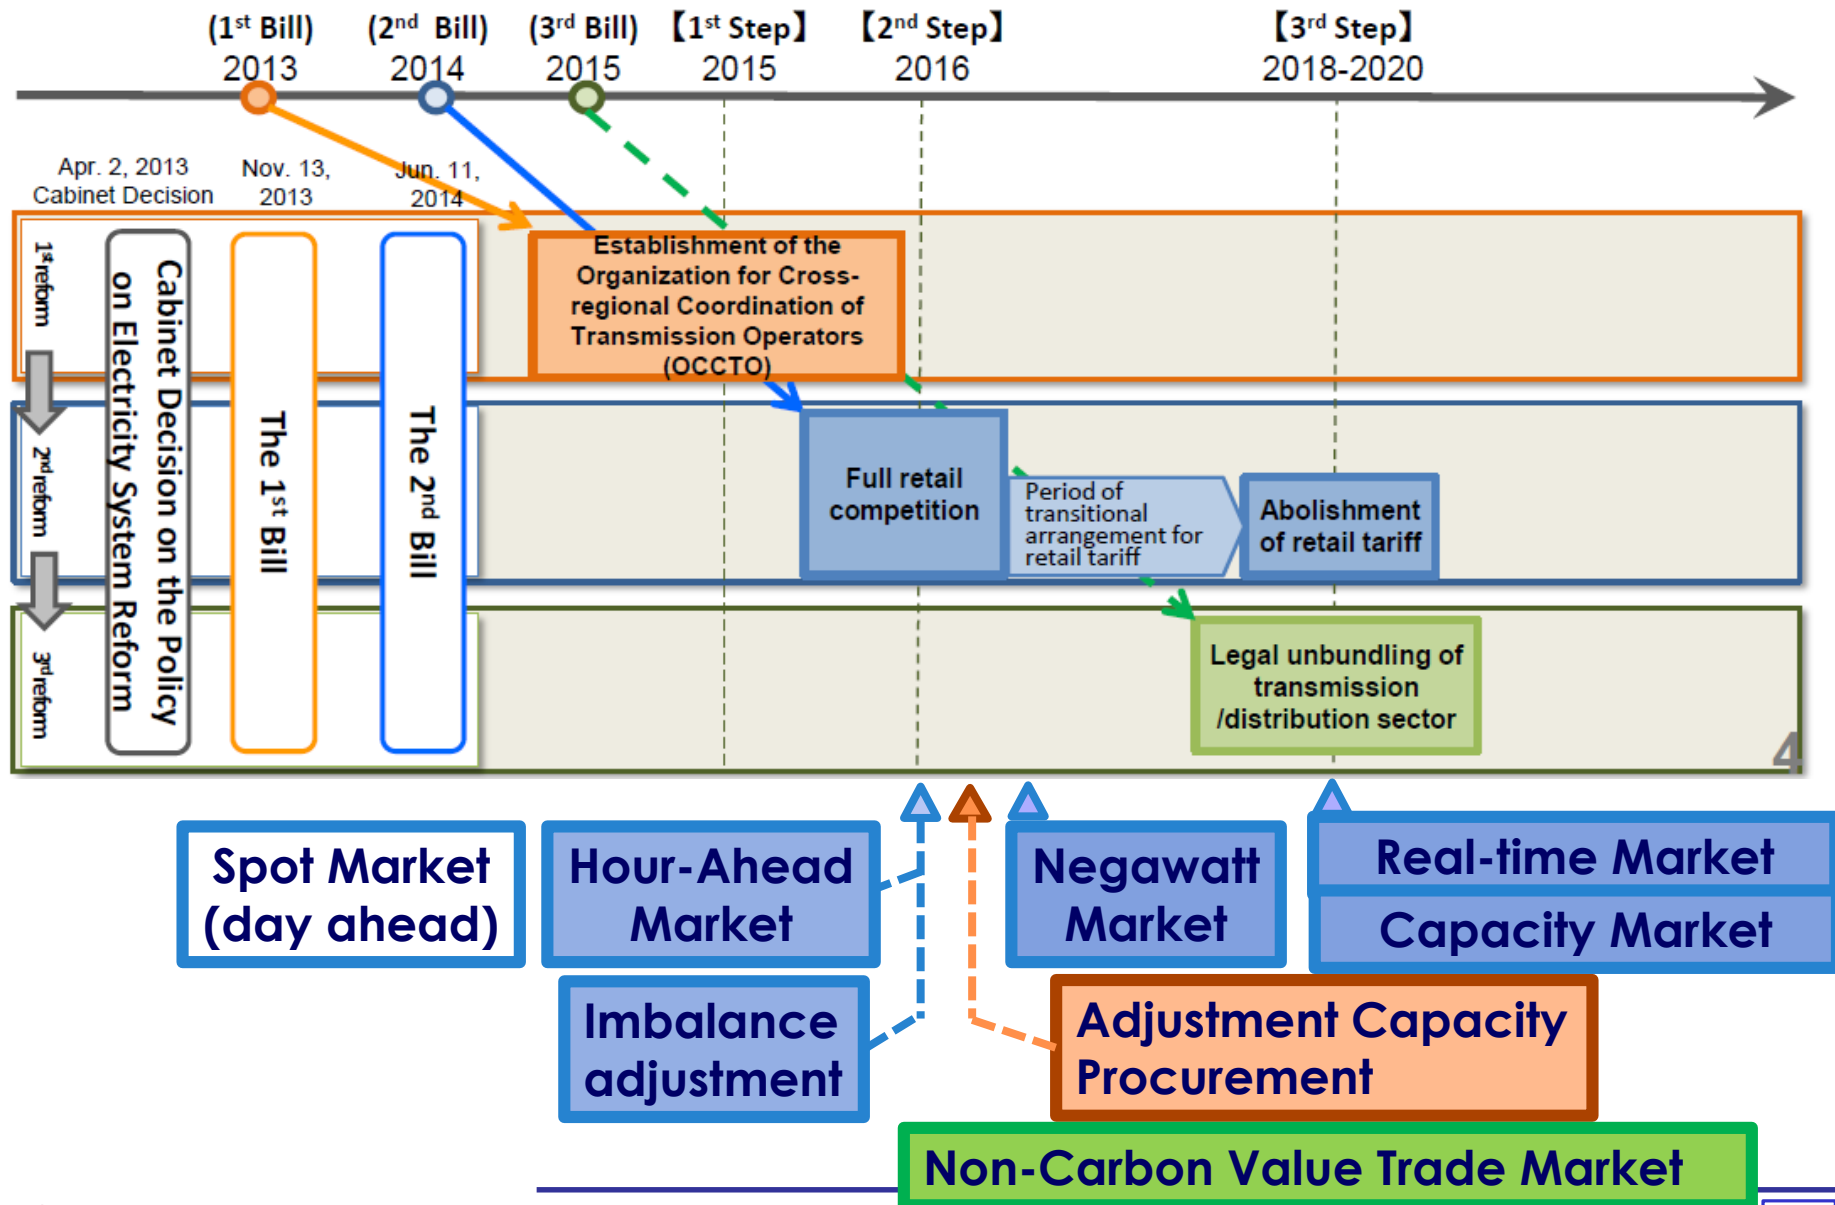 (1st Bill) (2nd Bill) (3rd Bill) 【1st Step】 【2nd Step】 【3rd Step】
2013 2014 2015 2015 2016 2018-2020
Apr. 2, 2013
Cabinet Decision
Nov. 13,
2013
Jun. 11,
2014
1st reform
2nd reform
3rd reform
Cabinet Decision on the Policy
on Electricity System Reform
The 1st Bill
The 2nd Bill
Establishment of the
Organization for Cross-
regional Coordination of
Transmission Operators
(OCCTO)
Full retail
competition
Period of
transitional
arrangement for
retail tariff
Abolishment
of retail tariff
Legal unbundling of
transmission
/distribution sector
4
Spot Market
(day ahead)
Hour-Ahead
Market
Negawatt
Market
Real-time Market
Capacity Market
Imbalance
adjustment
Adjustment Capacity
Procurement
Non-Carbon Value Trade Market